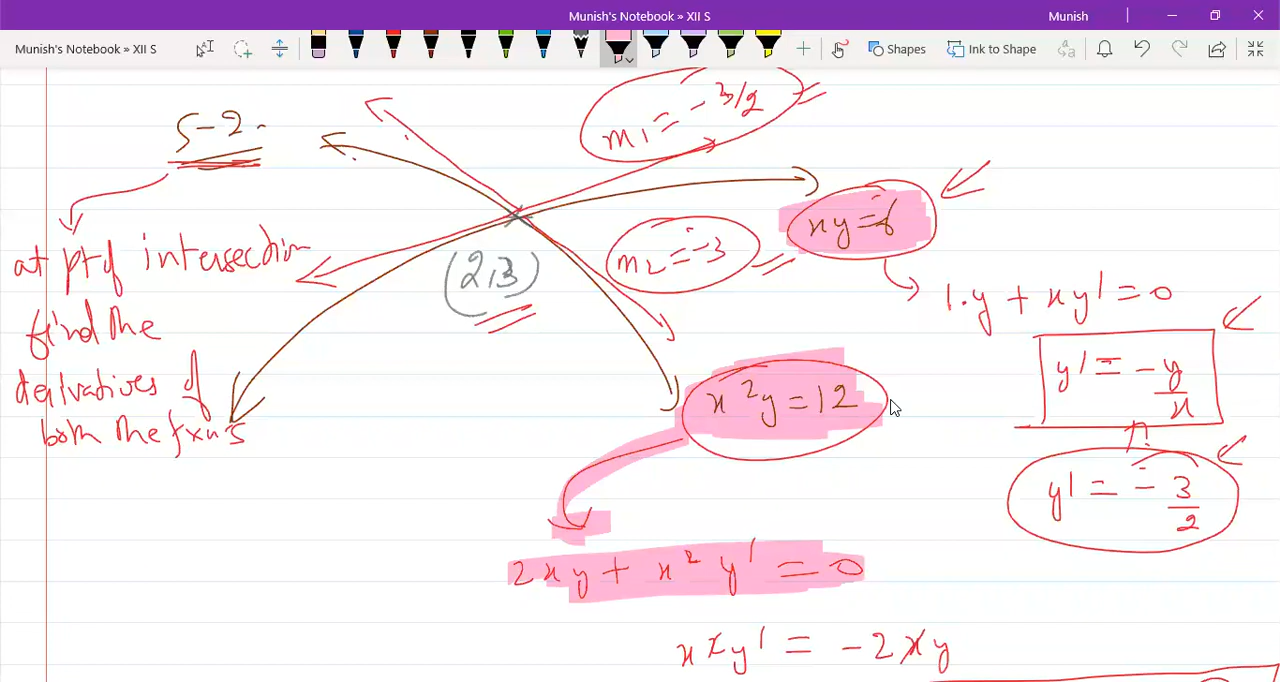 Munish's Notebook » XII S
Munish
Munish's Notebook » XII S
Shapes
Ink to Shape
S-2.
at pt of intersection
find the
derivatives of
both the fxns
m1 = -3/2
xy = 6
m2 = -3
(2,3)
1.y + xy' = 0
y' = -y/x
y' = -3/2
x²y = 12
2xy + x²y' = 0
x²y' = -2xy